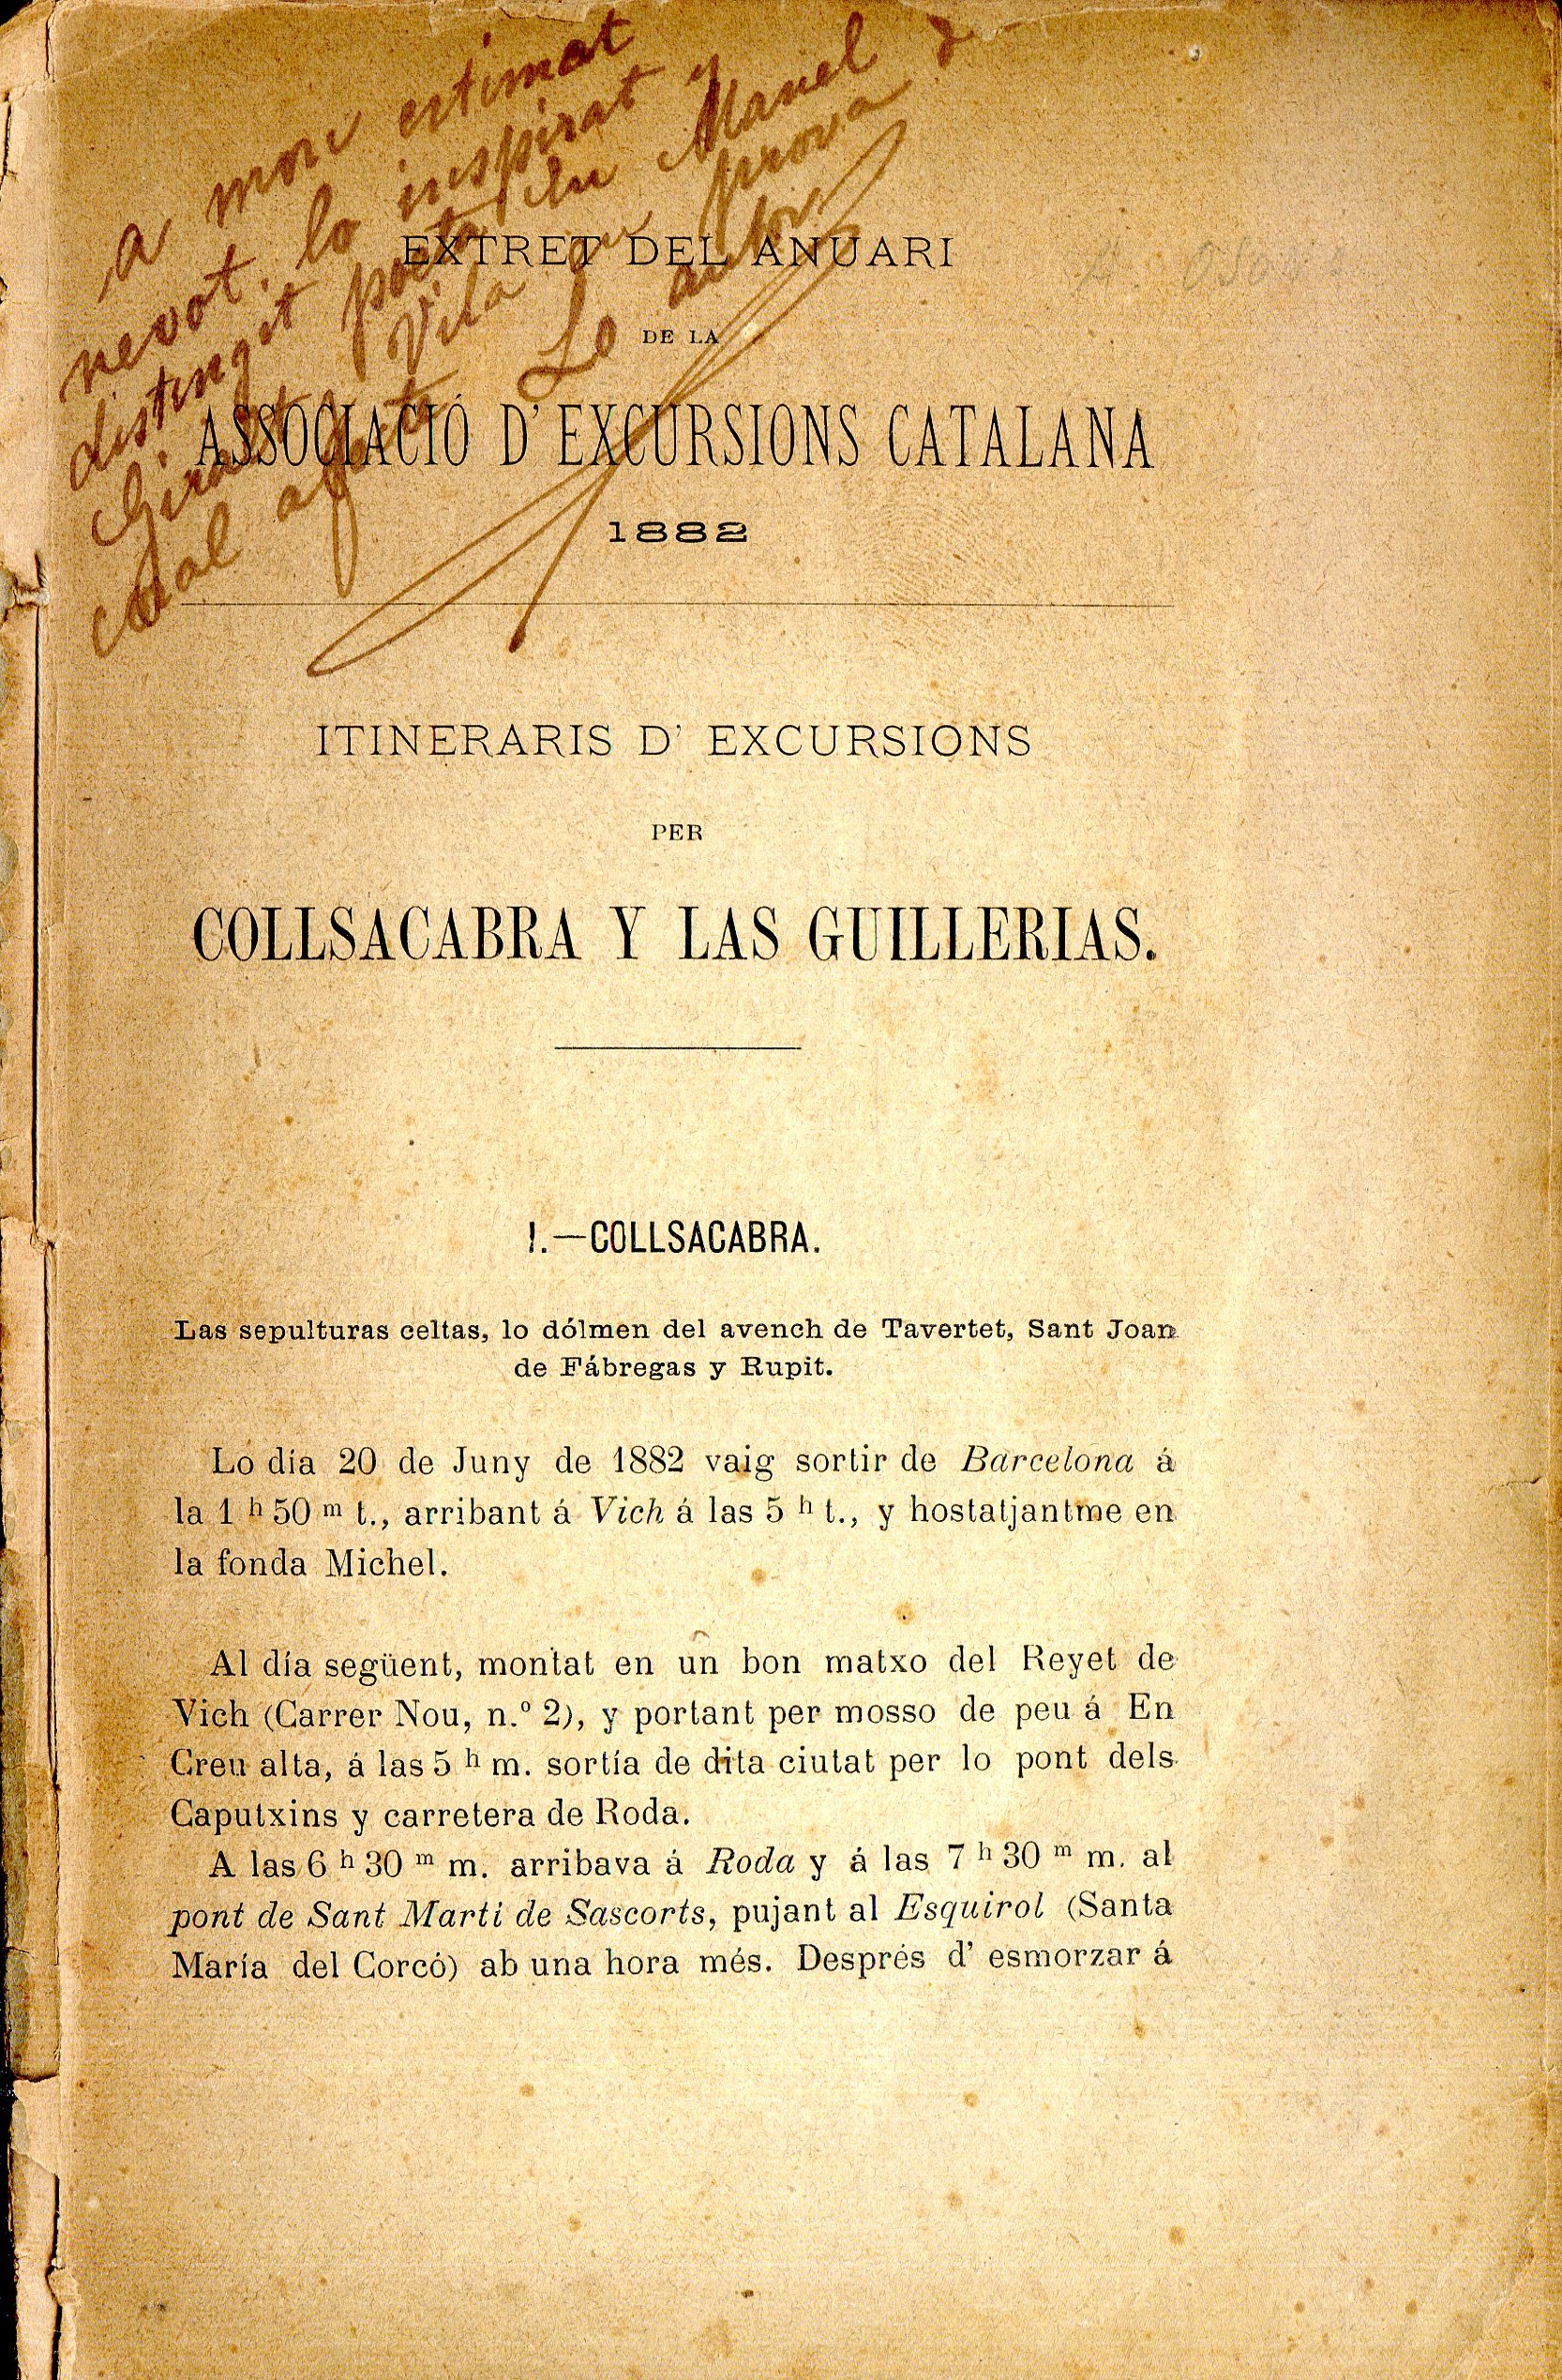 A mon estimat
nevot, lo inspirat y
distingit poeta En Manel
Giralt Vila en prova
coral afecte
Lo autor
EXTRET DEL ANUARI
DE LA
ASSOCIACIÓ D' EXCURSIONS CATALANA
1882
ITINERARIS D' EXCURSIONS
PER
COLLSACABRA Y LAS GUILLERIAS.
I.—COLLSACABRA.
Las sepulturas celtas, lo dólmen del avench de Tavertet, Sant Joan
de Fábregas y Rupit.
Lo día 20 de Juny de 1882 vaig sortir de Barcelona á
la 1 h 50 m t., arribant á Vich á las 5 h t., y hostatjantme en
la fonda Michel.
Al día següent, montat en un bon matxo del Reyet de
Vich (Carrer Nou, n.º 2), y portant per mosso de peu á En
Creu alta, á las 5 h m. sortía de dita ciutat per lo pont dels
Caputxins y carretera de Roda.
A las 6 h 30 m m. arribava á Roda y á las 7 h 30 m m. al
pont de Sant Martí de Sascorts, pujant al Esquirol (Santa
María del Corcó) ab una hora més. Després d' esmorzar á